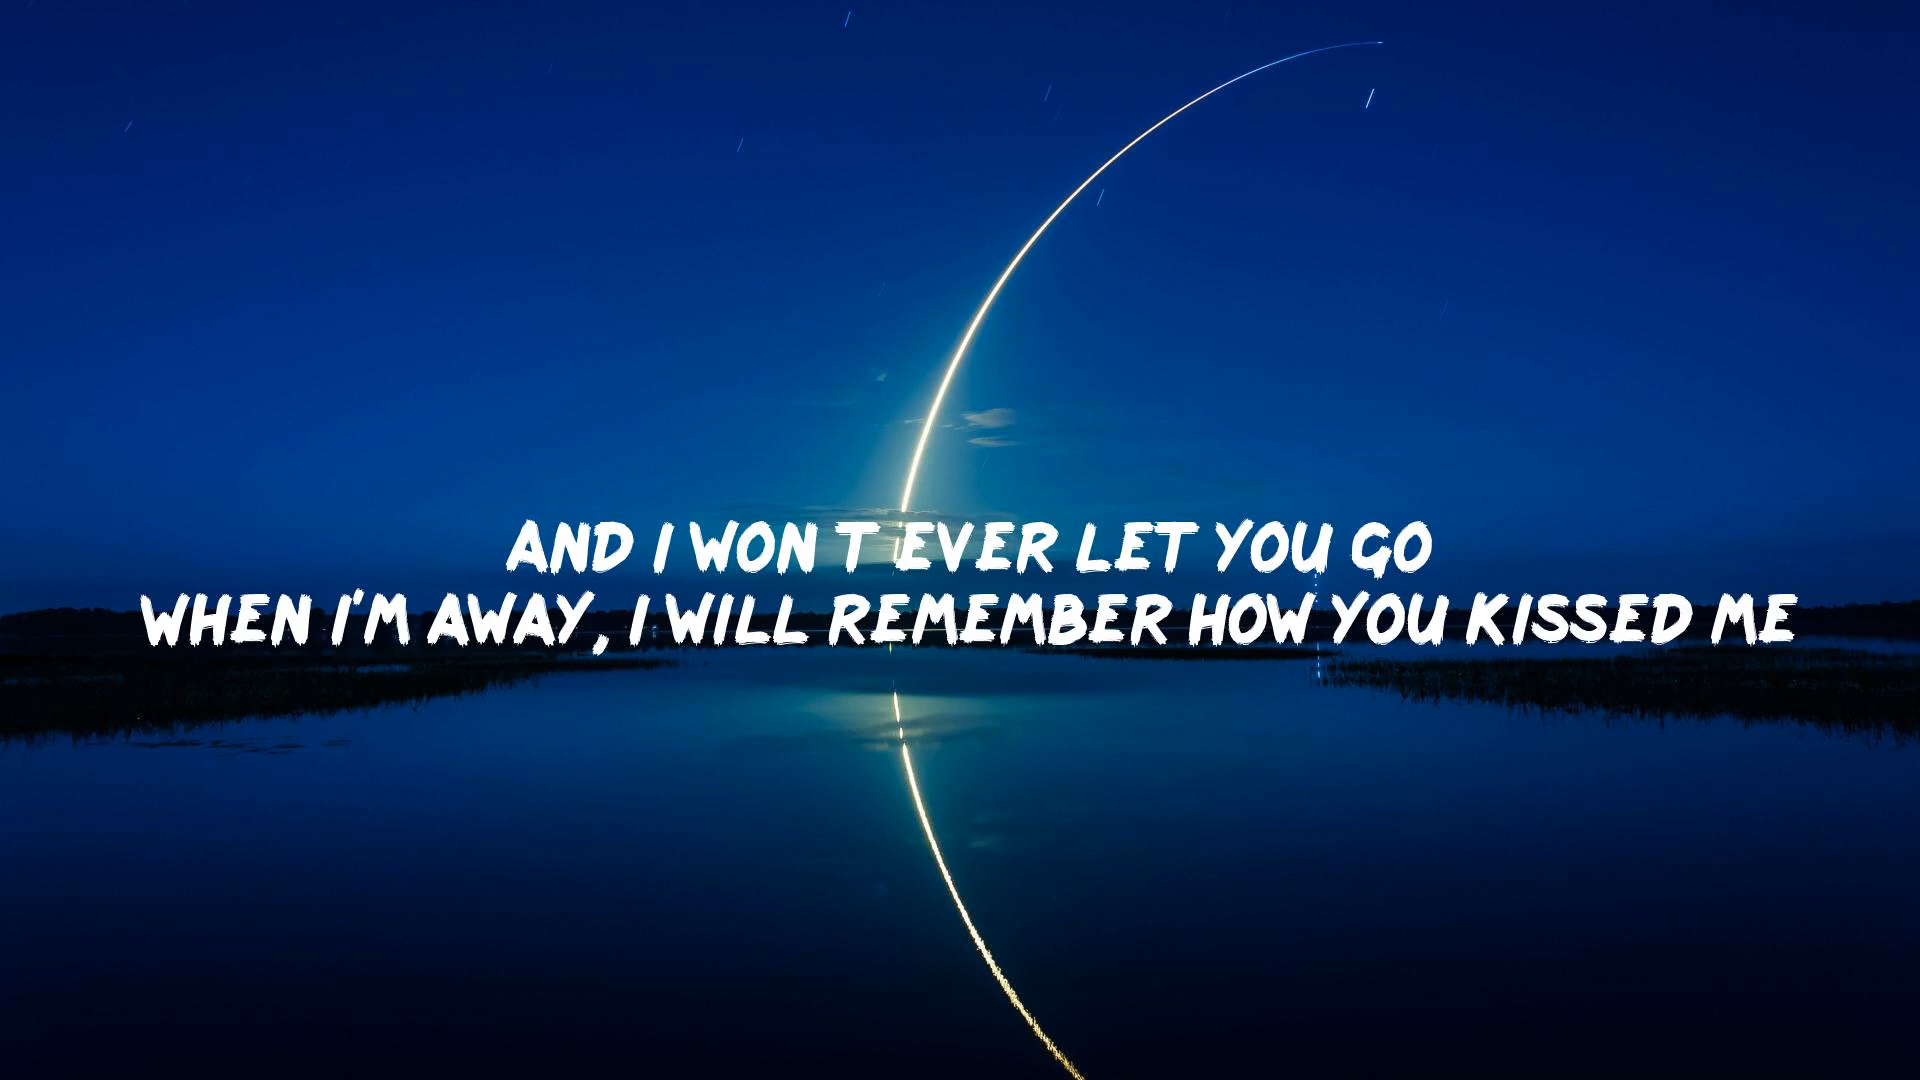 AND I WON T EVER LET YOU GO
WHEN I'M AWAY, I WILL REMEMBER HOW YOU KISSED ME